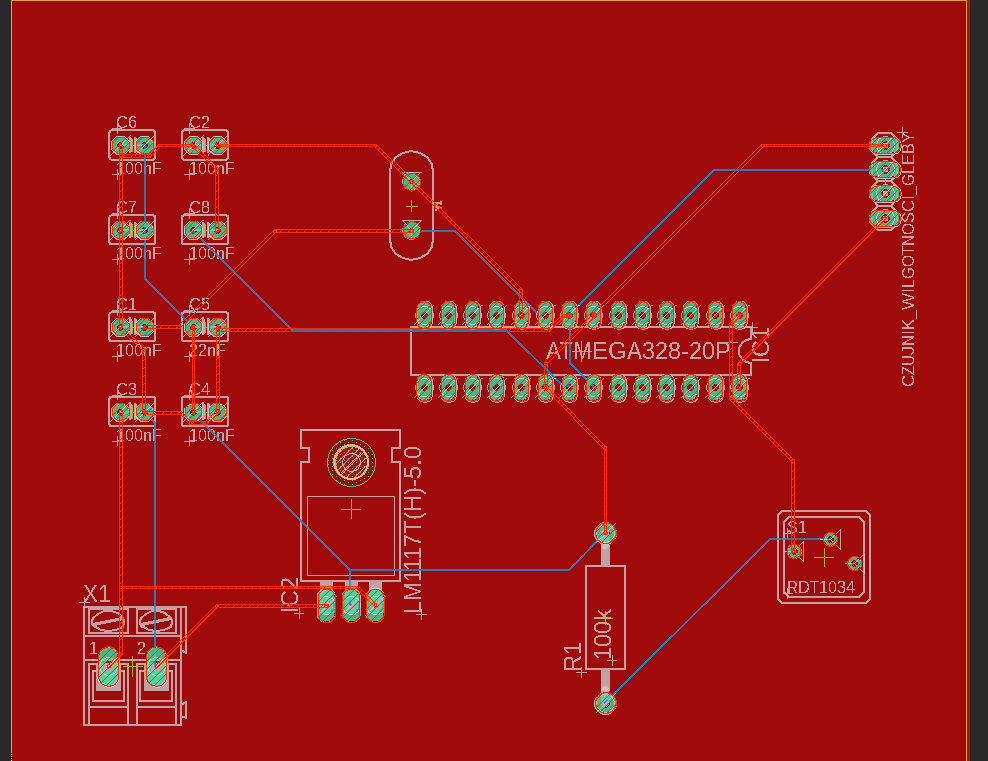 C6
C2
100nF
100nF
C7
C8
100nF
100nF
CZUJNIK_WILGOTNOSCI_GLEBY
C1
C5
100nF
22nF
ATMEGA328-20P
IC1
C3
C4
100nF
100nF
LM1117T(H)-5.0
IC2
S1
RDT1034
X1
1
2
R1
100k